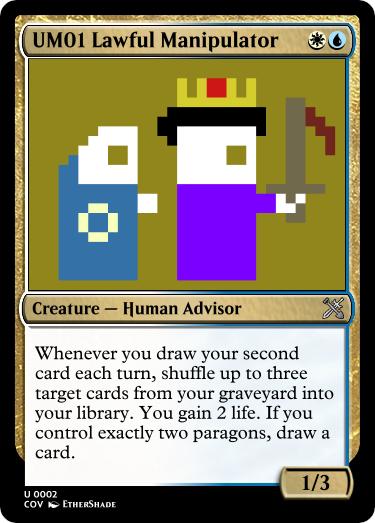 UM01 Lawful Manipulator
Creature — Human Advisor
Whenever you draw your second
card each turn, shuffle up to three
target cards from your graveyard into
your library. You gain 2 life. If you
control exactly two paragons, draw a
card.
1/3
U 0002
COV EtherShade